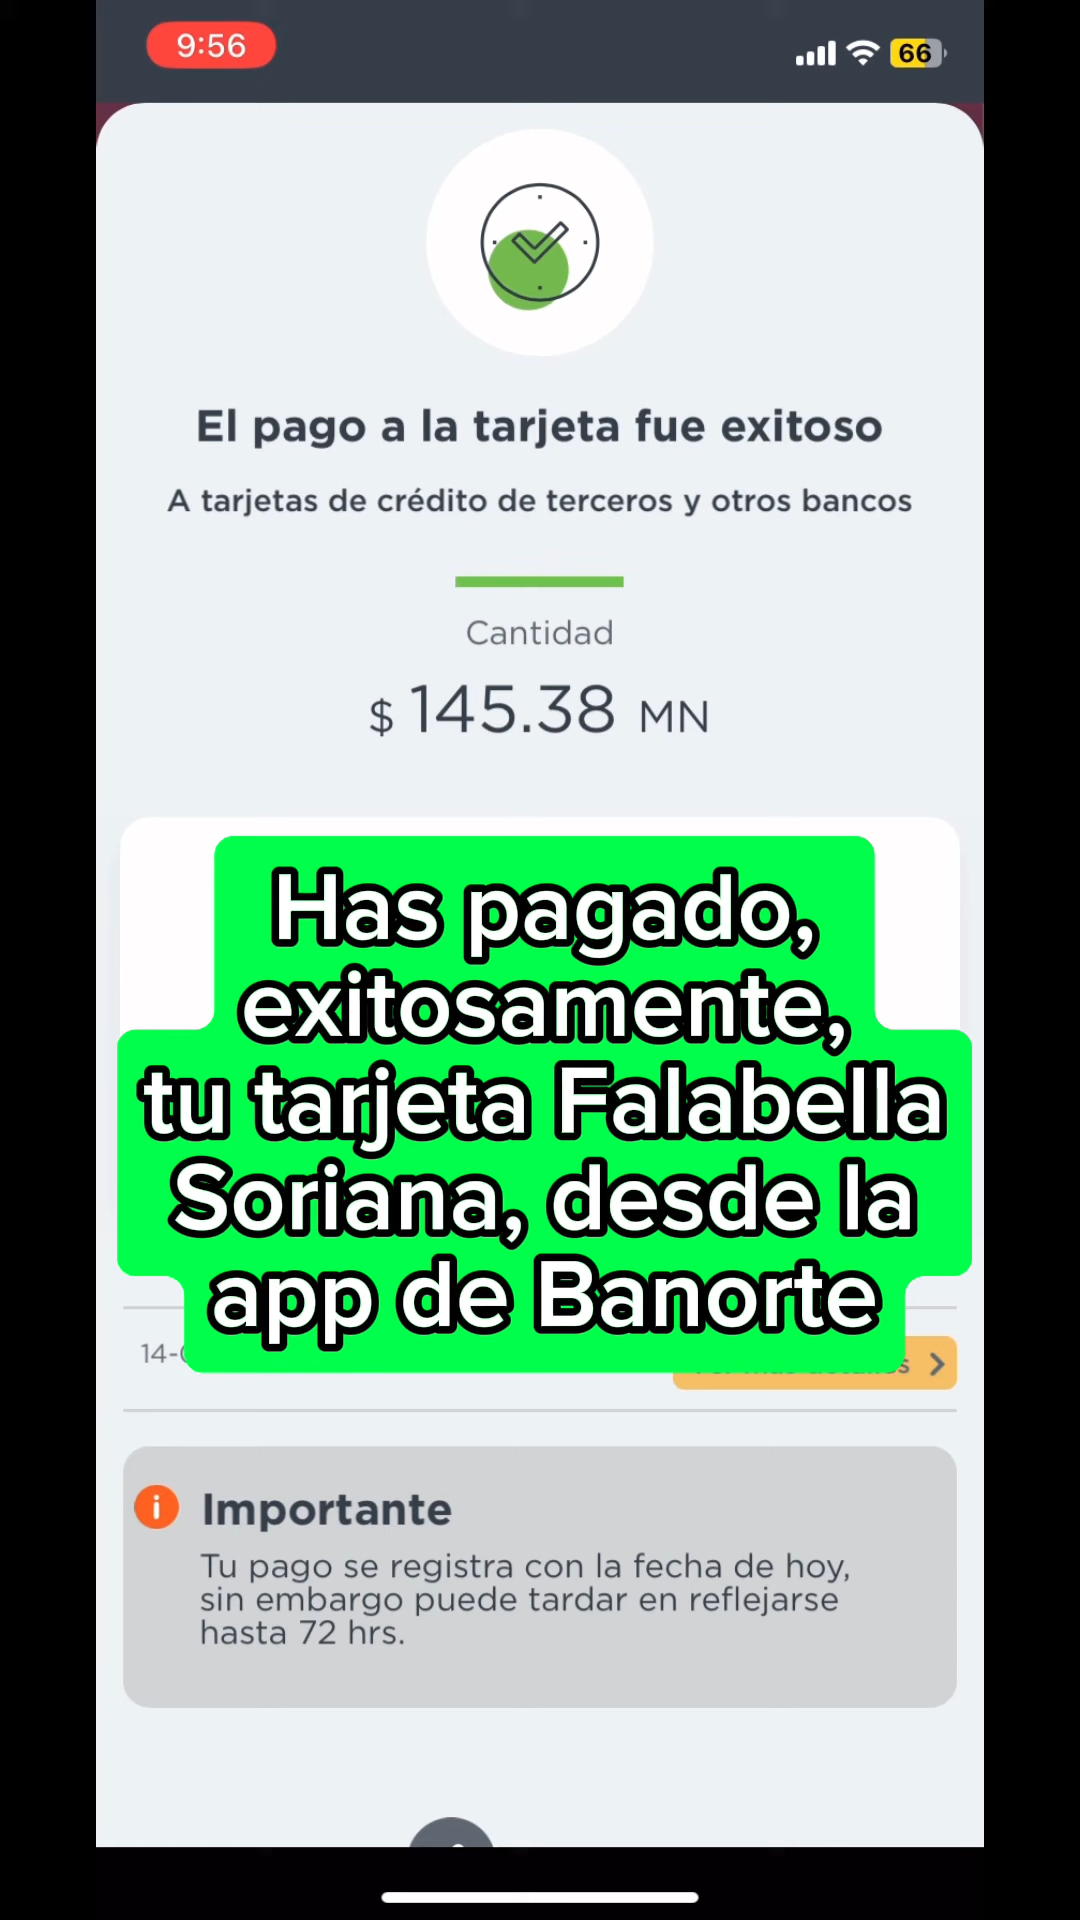 9:56
66
El pago a la tarjeta fue exitoso
A tarjetas de crédito de terceros y otros bancos
Cantidad
$ 145.38 MN
Has pagado,
exitosamente,
tu tarjeta Falabella
Soriana, desde la
app de Banorte
14-
Importante
Tu pago se registra con la fecha de hoy,
sin embargo puede tardar en reflejarse
hasta 72 hrs.